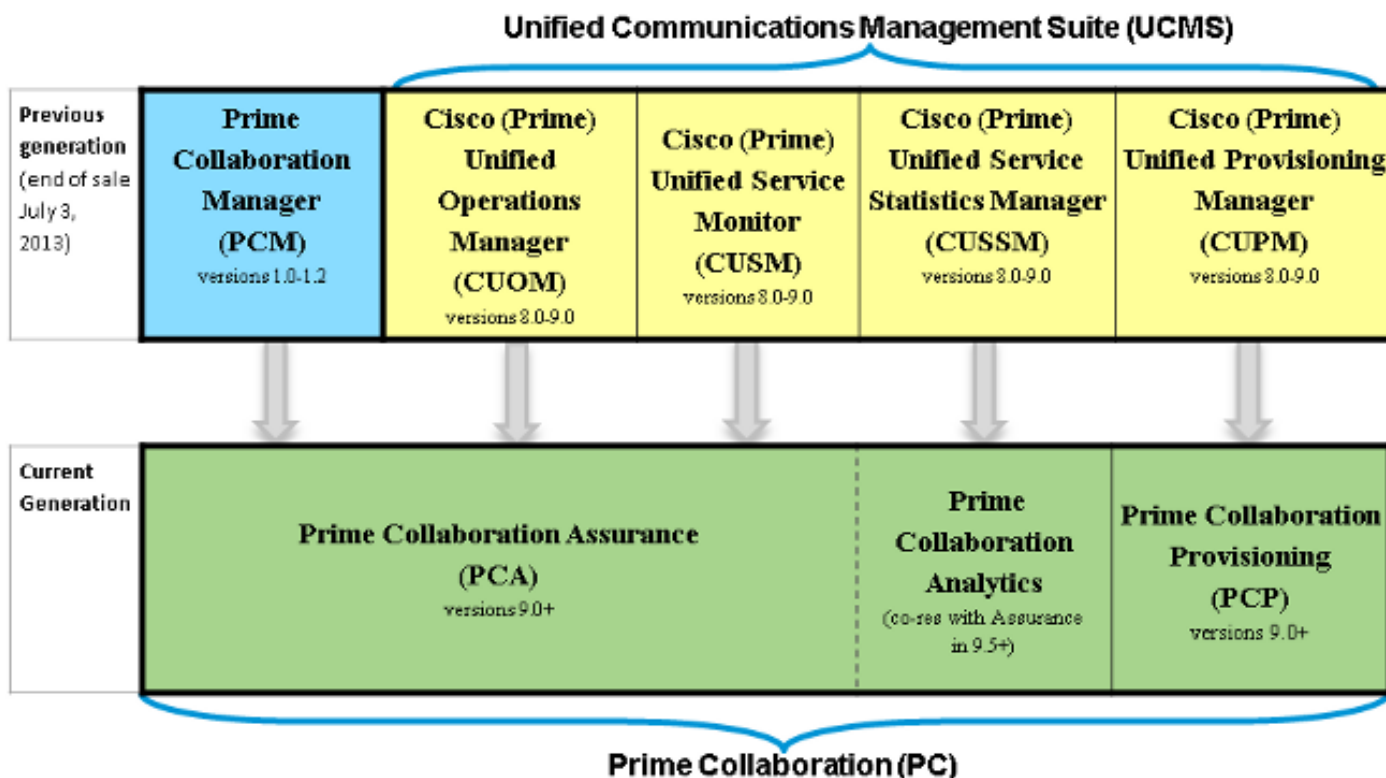 Unified Communications Management Suite (UCMS)
Previous
generation
(end of sale
July 3,
2013)
Prime
Collaboration
Manager
(PCM)
versions 1.0-1.2
Cisco (Prime)
Unified
Operations
Manager
(CUOM)
versions 8.0-9.0
Cisco (Prime)
Unified Service
Monitor
(CUSM)
versions 8.0-9.0
Cisco (Prime)
Unified Service
Statistics Manager
(CUSSM)
versions 8.0-9.0
Cisco (Prime)
Unified Provisioning
Manager
(CUPM)
versions 8.0-9.0
Current
Generation
Prime Collaboration Assurance
(PCA)
versions 9.0+
Prime
Collaboration
Analytics
(co-res with Assurance
in 9.5+)
Prime Collaboration
Provisioning
(PCP)
versions 9.0+
Prime Collaboration (PC)